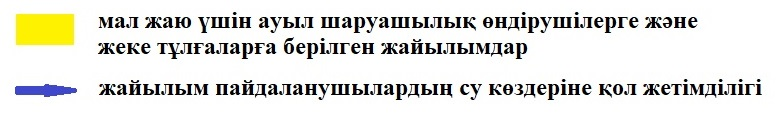 мал жаю үшін ауыл шаруашылық өндірушілерге және
жеке тұлғаларға берілген жайылымдар
жайылым пайдаланушылардың су көздеріне қол жетімділігі